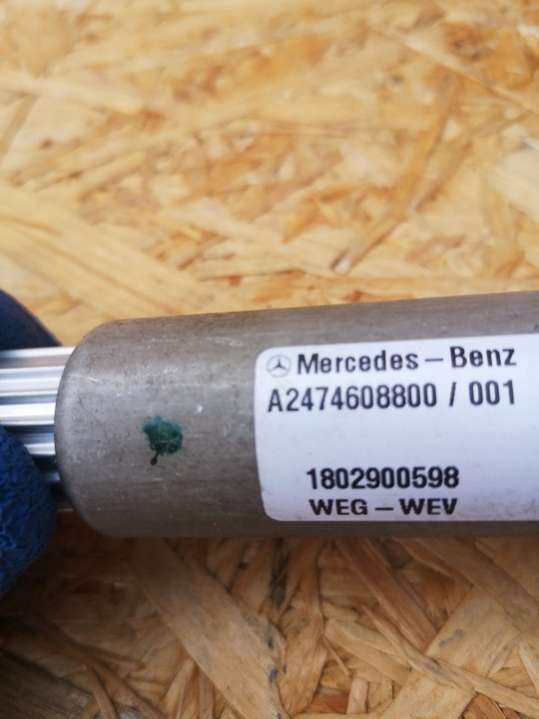 Mercedes-Benz
A2474608800 / 001
1802900598
WEG-WEV